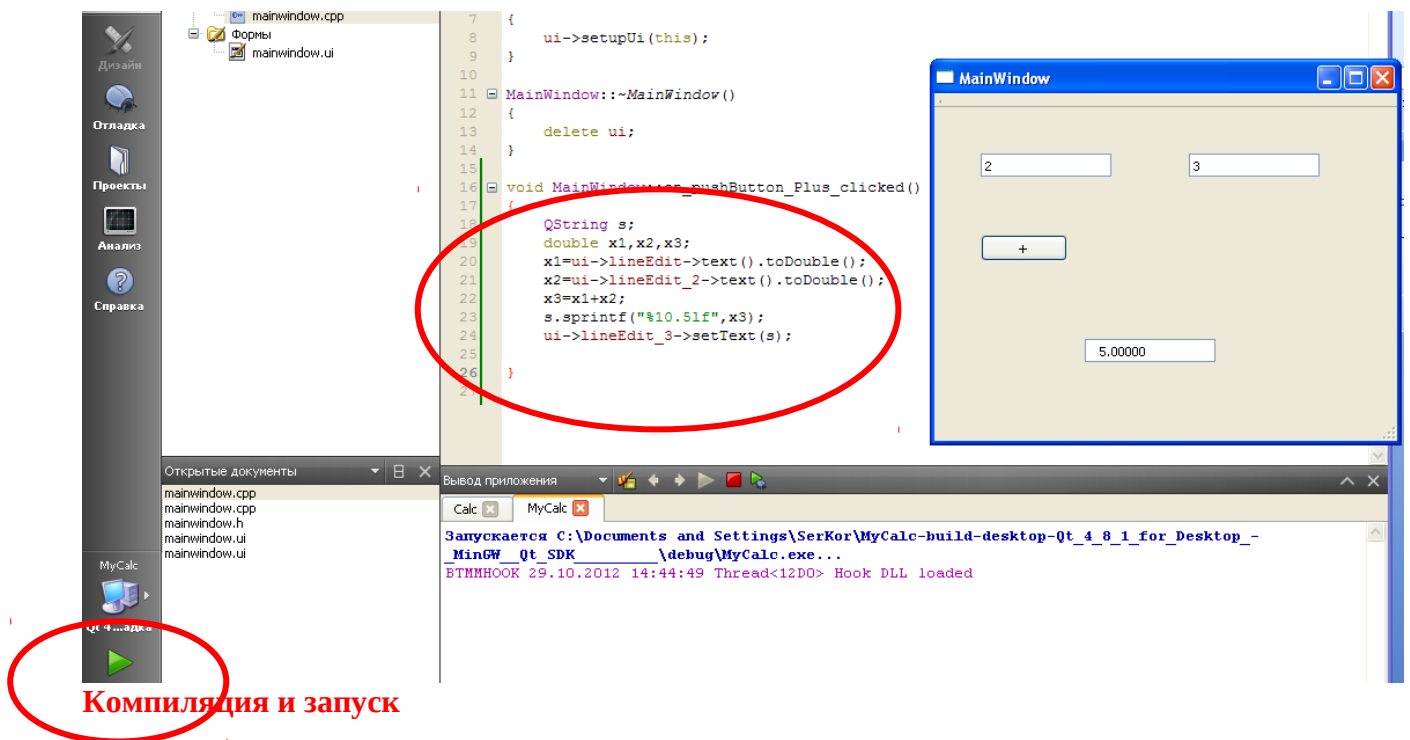 Дизайн
Отладка
Проекты
Анализ
Справка
MyCalc
Qt 4...адка
mainwindow.cpp
Формы
mainwindow.ui
7 {
8 ui->setupUi(this);
9 }
10
11 MainWindow::~MainWindow()
12 {
13 delete ui;
14 }
15
16 void MainWindow::on_pushButton_Plus_clicked()
17 {
18 QString s;
19 double x1,x2,x3;
20 x1=ui->lineEdit->text().toDouble();
21 x2=ui->lineEdit_2->text().toDouble();
22 x3=x1+x2;
23 s.sprintf("%10.5lf",x3);
24 ui->lineEdit_3->setText(s);
25
26 }
27
MainWindow
2 3
+
5.00000
Открытые документы
mainwindow.cpp
mainwindow.cpp
mainwindow.h
mainwindow.ui
mainwindow.ui
Вывод приложения
Calc MyCalc
Запускается C:\Documents and Settings\SerKor\MyCalc-build-desktop-Qt_4_8_1_for_Desktop_-
_MinGW__Qt_SDK_________\debug\MyCalc.exe...
BTMMHOOK 29.10.2012 14:44:49 Thread<12D0> Hook DLL loaded
Компиляция и запуск